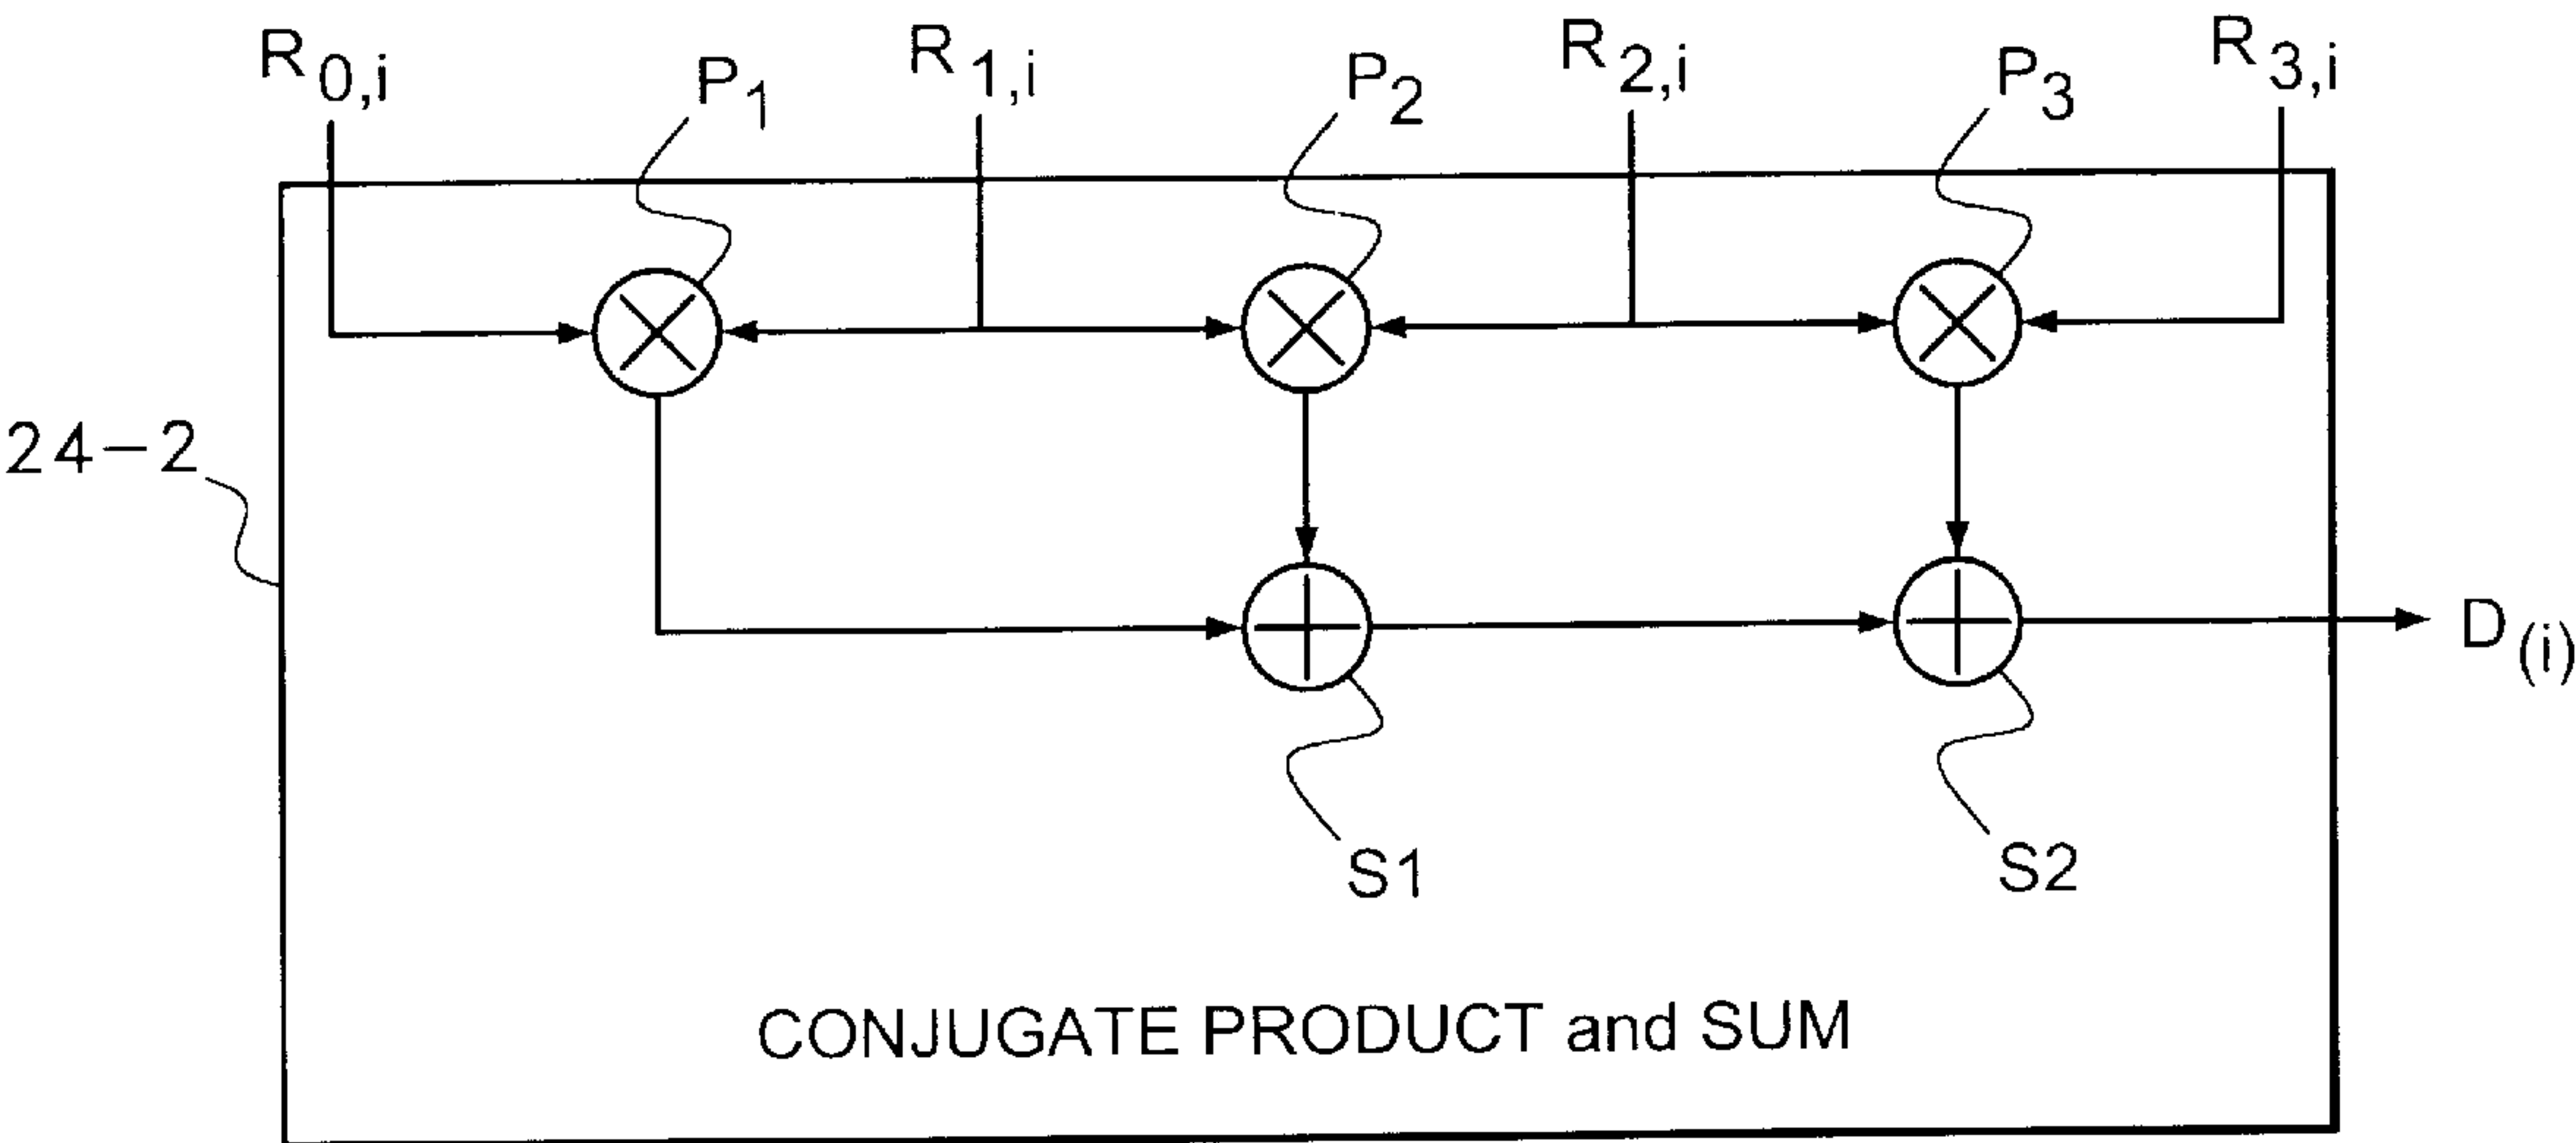 R0,i
P1
R1,i
P2
R2,i
P3
R3,i
24-2
D(i)
S1
S2
CONJUGATE PRODUCT and SUM